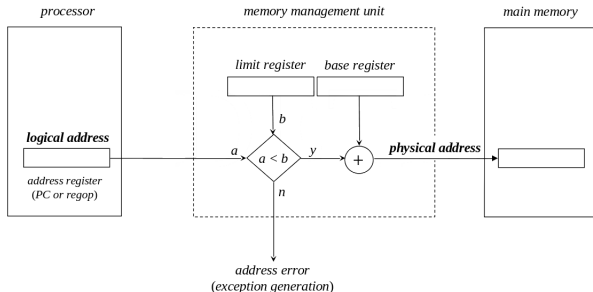 processor
memory management unit
main memory
limit register
base register
b
logical address
a
a < b
y
+
physical address
address register
(PC or regop)
n
address error
(exception generation)